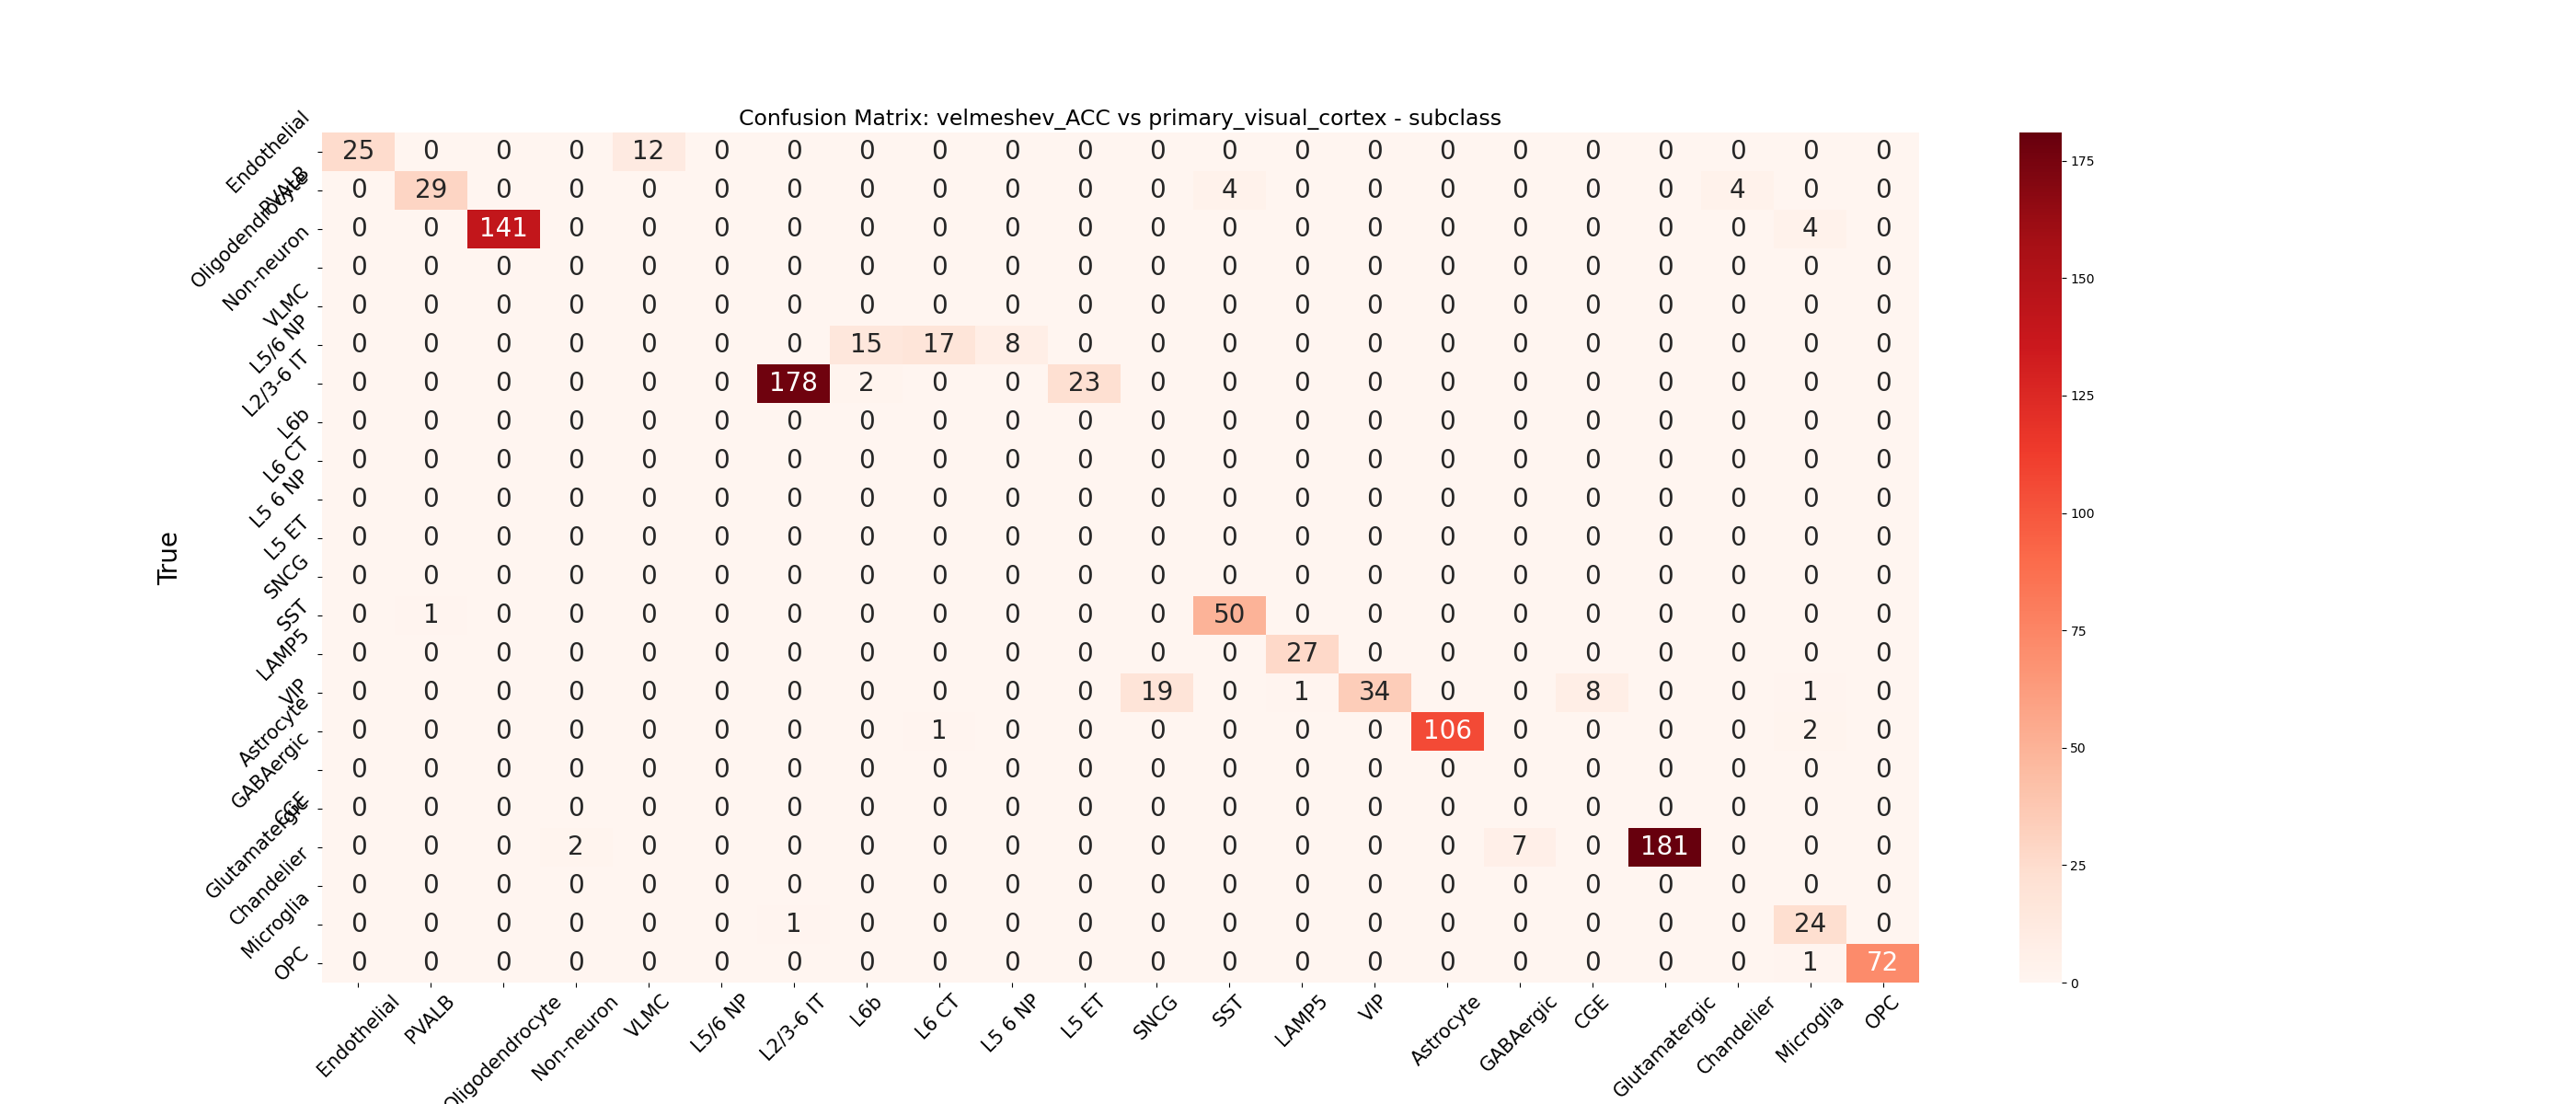 Confusion Matrix: velmeshev_ACC vs primary_visual_cortex - subclass
True
Endothelial 25 0 0 0 12 0 0 0 0 0 0 0 0 0 0 0 0 0 0 0 0 0
PVALB 0 29 0 0 0 0 0 0 0 0 0 0 4 0 0 0 0 0 0 4 0 0
Oligodendrocyte 0 0 141 0 0 0 0 0 0 0 0 0 0 0 0 0 0 0 0 0 4 0
Non-neuron 0 0 0 0 0 0 0 0 0 0 0 0 0 0 0 0 0 0 0 0 0 0
VLMC 0 0 0 0 0 0 0 0 0 0 0 0 0 0 0 0 0 0 0 0 0 0
L5/6 NP 0 0 0 0 0 0 0 15 17 8 0 0 0 0 0 0 0 0 0 0 0 0
L2/3-6 IT 0 0 0 0 0 0 178 2 0 0 23 0 0 0 0 0 0 0 0 0 0 0
L6b 0 0 0 0 0 0 0 0 0 0 0 0 0 0 0 0 0 0 0 0 0 0
L6 CT 0 0 0 0 0 0 0 0 0 0 0 0 0 0 0 0 0 0 0 0 0 0
L5 6 NP 0 0 0 0 0 0 0 0 0 0 0 0 0 0 0 0 0 0 0 0 0 0
L5 ET 0 0 0 0 0 0 0 0 0 0 0 0 0 0 0 0 0 0 0 0 0 0
SNCG 0 0 0 0 0 0 0 0 0 0 0 0 0 0 0 0 0 0 0 0 0 0
SST 0 1 0 0 0 0 0 0 0 0 0 0 50 0 0 0 0 0 0 0 0 0
LAMP5 0 0 0 0 0 0 0 0 0 0 0 0 0 27 0 0 0 0 0 0 0 0
VIP 0 0 0 0 0 0 0 0 0 0 0 19 0 1 34 0 0 8 0 0 1 0
Astrocyte 0 0 0 0 0 0 0 0 1 0 0 0 0 0 0 106 0 0 0 0 2 0
GABAergic 0 0 0 0 0 0 0 0 0 0 0 0 0 0 0 0 0 0 0 0 0 0
CGE 0 0 0 0 0 0 0 0 0 0 0 0 0 0 0 0 0 0 0 0 0 0
Glutamatergic 0 0 0 2 0 0 0 0 0 0 0 0 0 0 0 0 7 0 181 0 0 0
Chandelier 0 0 0 0 0 0 0 0 0 0 0 0 0 0 0 0 0 0 0 0 0 0
Microglia 0 0 0 0 0 0 1 0 0 0 0 0 0 0 0 0 0 0 0 0 24 0
OPC 0 0 0 0 0 0 0 0 0 0 0 0 0 0 0 0 0 0 0 0 1 72
Endothelial PVALB Oligodendrocyte Non-neuron VLMC L5/6 NP L2/3-6 IT L6b L6 CT L5 6 NP L5 ET SNCG SST LAMP5 VIP Astrocyte GABAergic CGE Glutamatergic Chandelier Microglia OPC
175
150
125
100
75
50
25
0